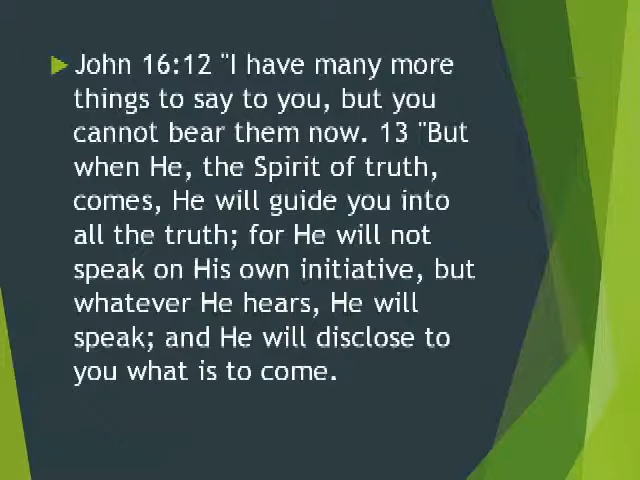 John 16:12 "I have many more
things to say to you, but you
cannot bear them now. 13 "But
when He, the Spirit of truth,
comes, He will guide you into
all the truth; for He will not
speak on His own initiative, but
whatever He hears, He will
speak; and He will disclose to
you what is to come.